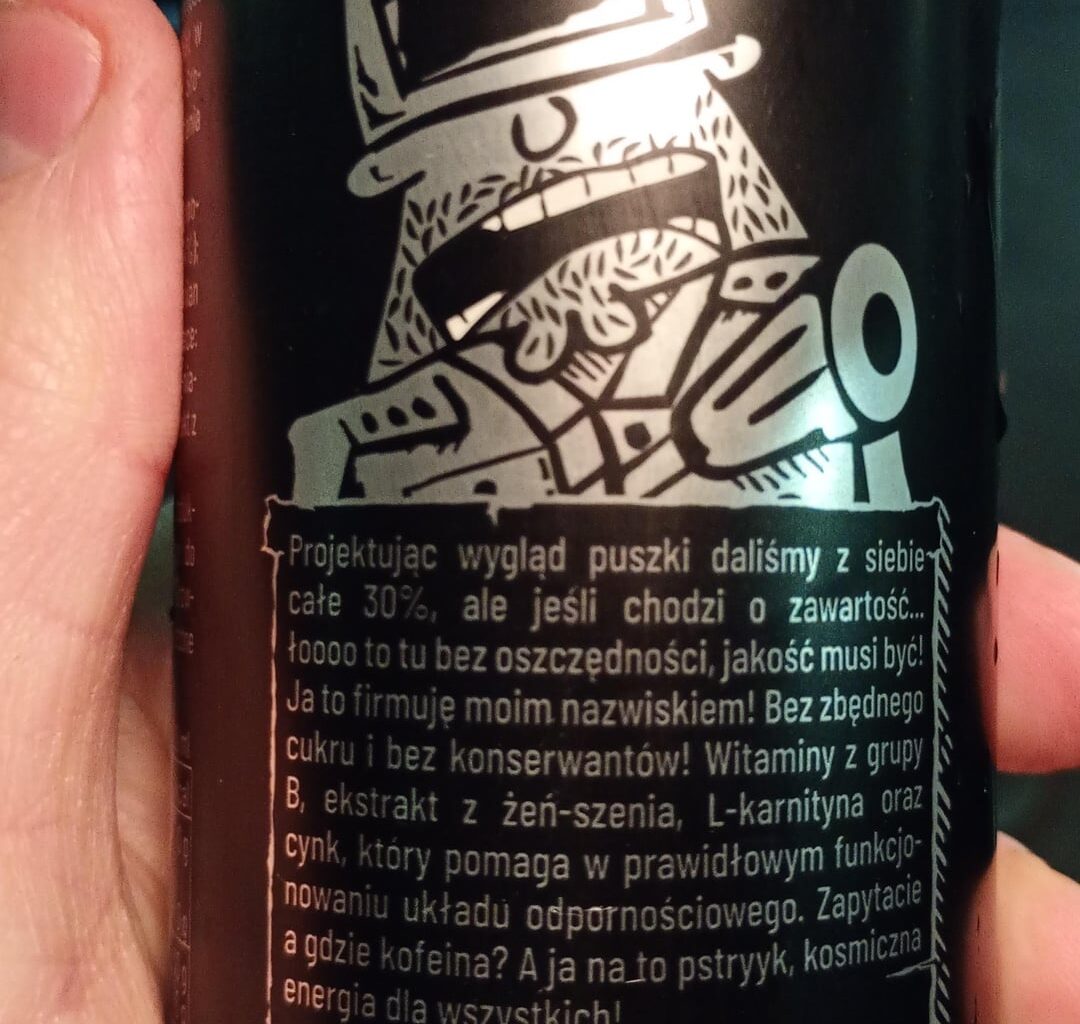 Projektując wygląd puszki daliśmy z siebie
całe 30%, ale jeśli chodzi o zawartość...
łoooo to tu bez oszczędności, jakość musi być!
Ja to firmuję moim nazwiskiem! Bez zbędnego
cukru i bez konserwantów! Witaminy z grupy
B, ekstrakt z żeń-szenia, L-karnityna oraz
cynk, który pomaga w prawidłowym funkcjo-
nowaniu układu odpornościowego. Zapytacie
a gdzie kofeina? A ja na to pstryyk, kosmiczna
energia dla wszystkich!